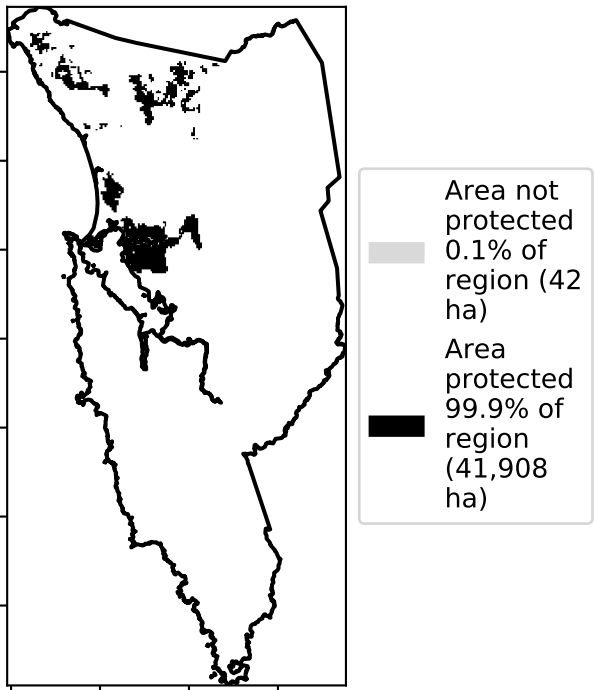 Area not
protected
0.1% of
region (42
ha)
Area
protected
99.9% of
region
(41,908
ha)